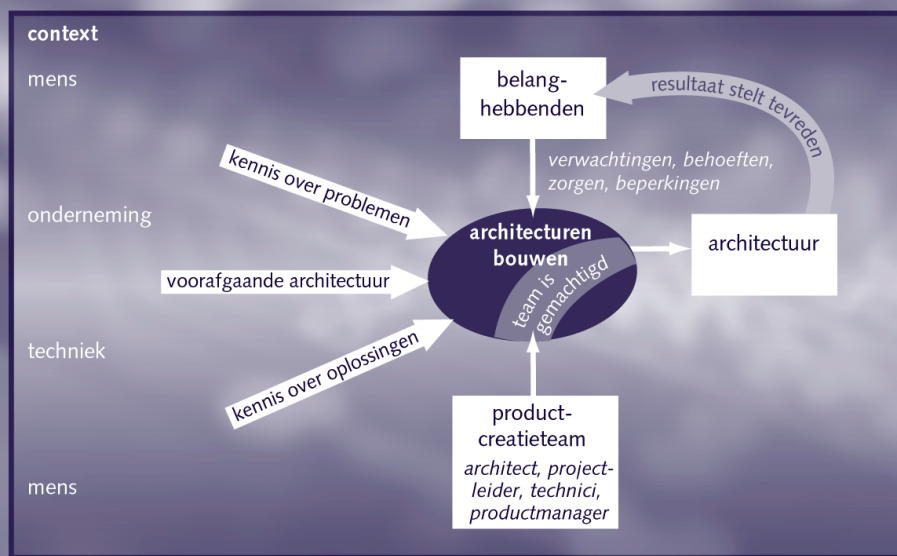 context
mens
belang-
hebbenden
resultaat stelt tevreden
verwachtingen, behoeften,
zorgen, beperkingen
kennis over problemen
onderneming
architecturen
bouwen
team is
gemachtigd
architectuur
voorafgaande architectuur
techniek
kennis over oplossingen
product-
creatieteam
architect, project-
leider, technici,
productmanager
mens